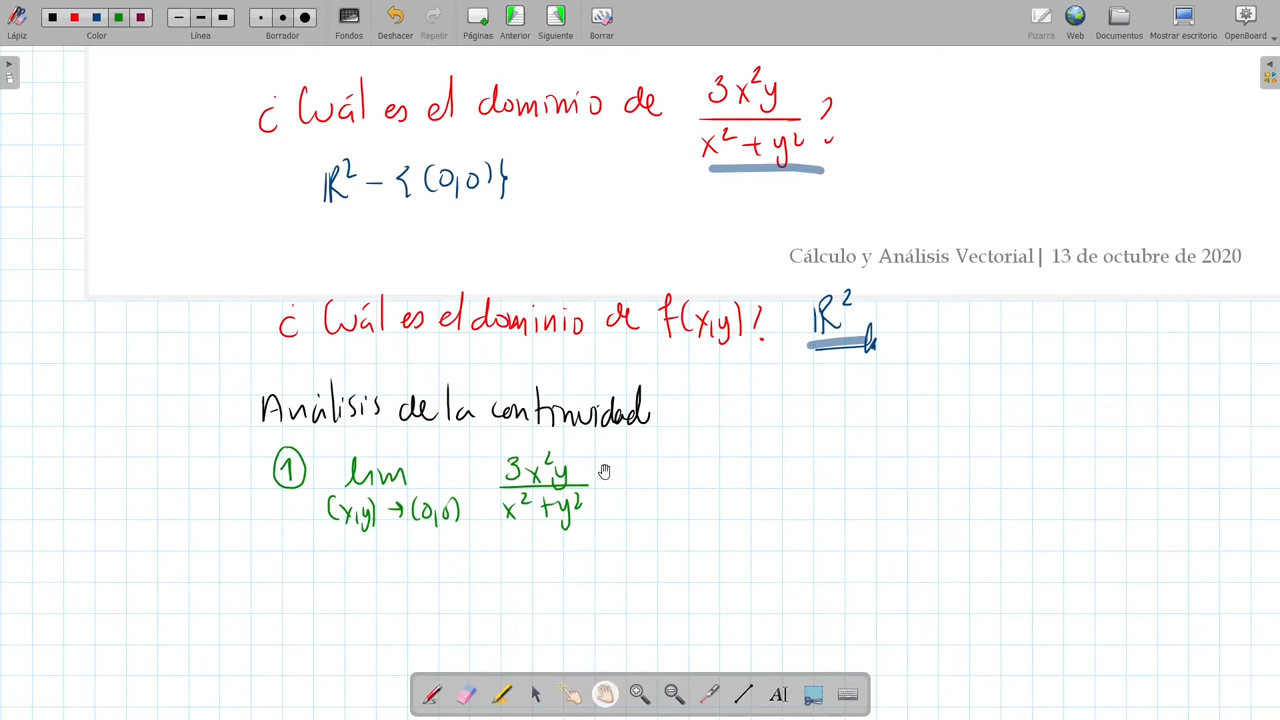 Lápiz Color Línea Borrador Fondos Deshacer Repetir Páginas Anterior Siguiente Borrar Pizarra Web Documentos Mostrar escritorio OpenBoard
¿Cuál es el dominio de 3x²y / x² + y² ?
ℝ² - {(0,0)}
Cálculo y Análisis Vectorial| 13 de octubre de 2020
¿Cuál es el dominio de f(x,y)? ℝ²
Análisis de la continuidad
① lim 3x²y
(x,y) → (0,0) x² + y²
AI